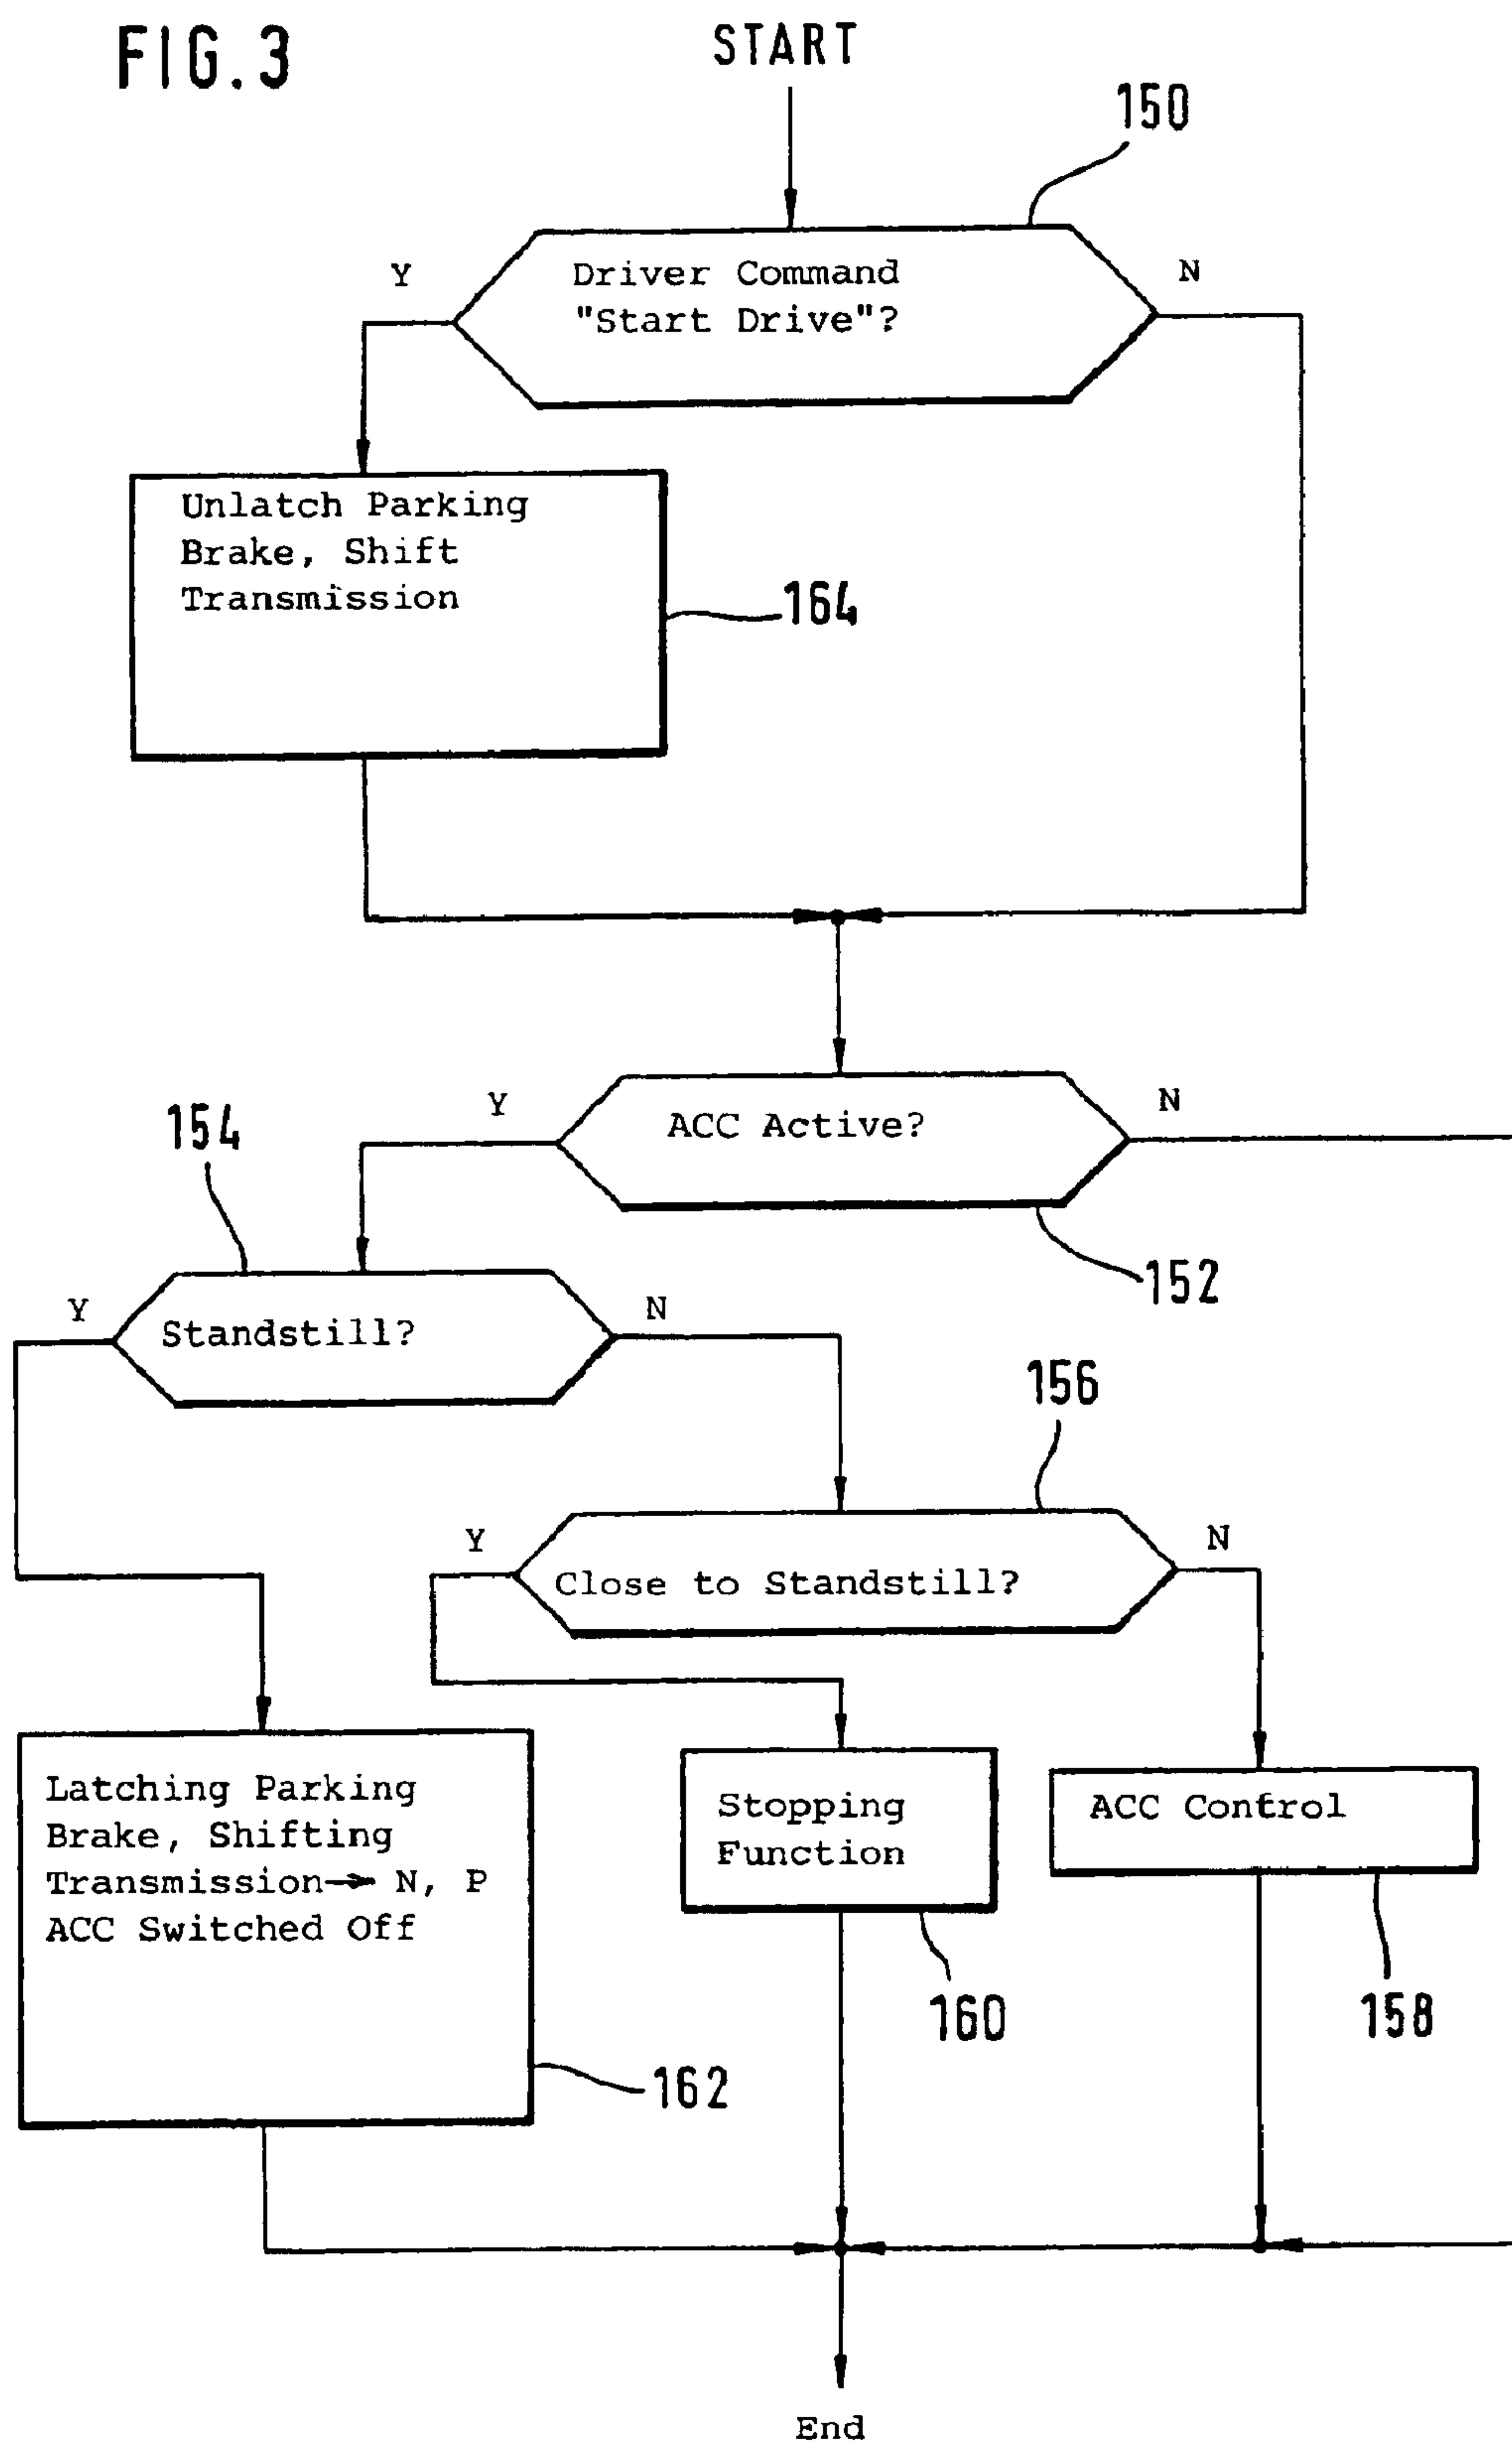 FIG.3
START
150
Y
N
Driver Command
"Start Drive"?
Unlatch Parking
Brake, Shift
Transmission
164
Y
N
ACC Active?
154
152
Y
N
Standstill?
156
Y
N
Close to Standstill?
Latching Parking
Brake, Shifting
Transmission→ N, P
ACC Switched Off
Stopping
Function
ACC Control
160
158
162
End